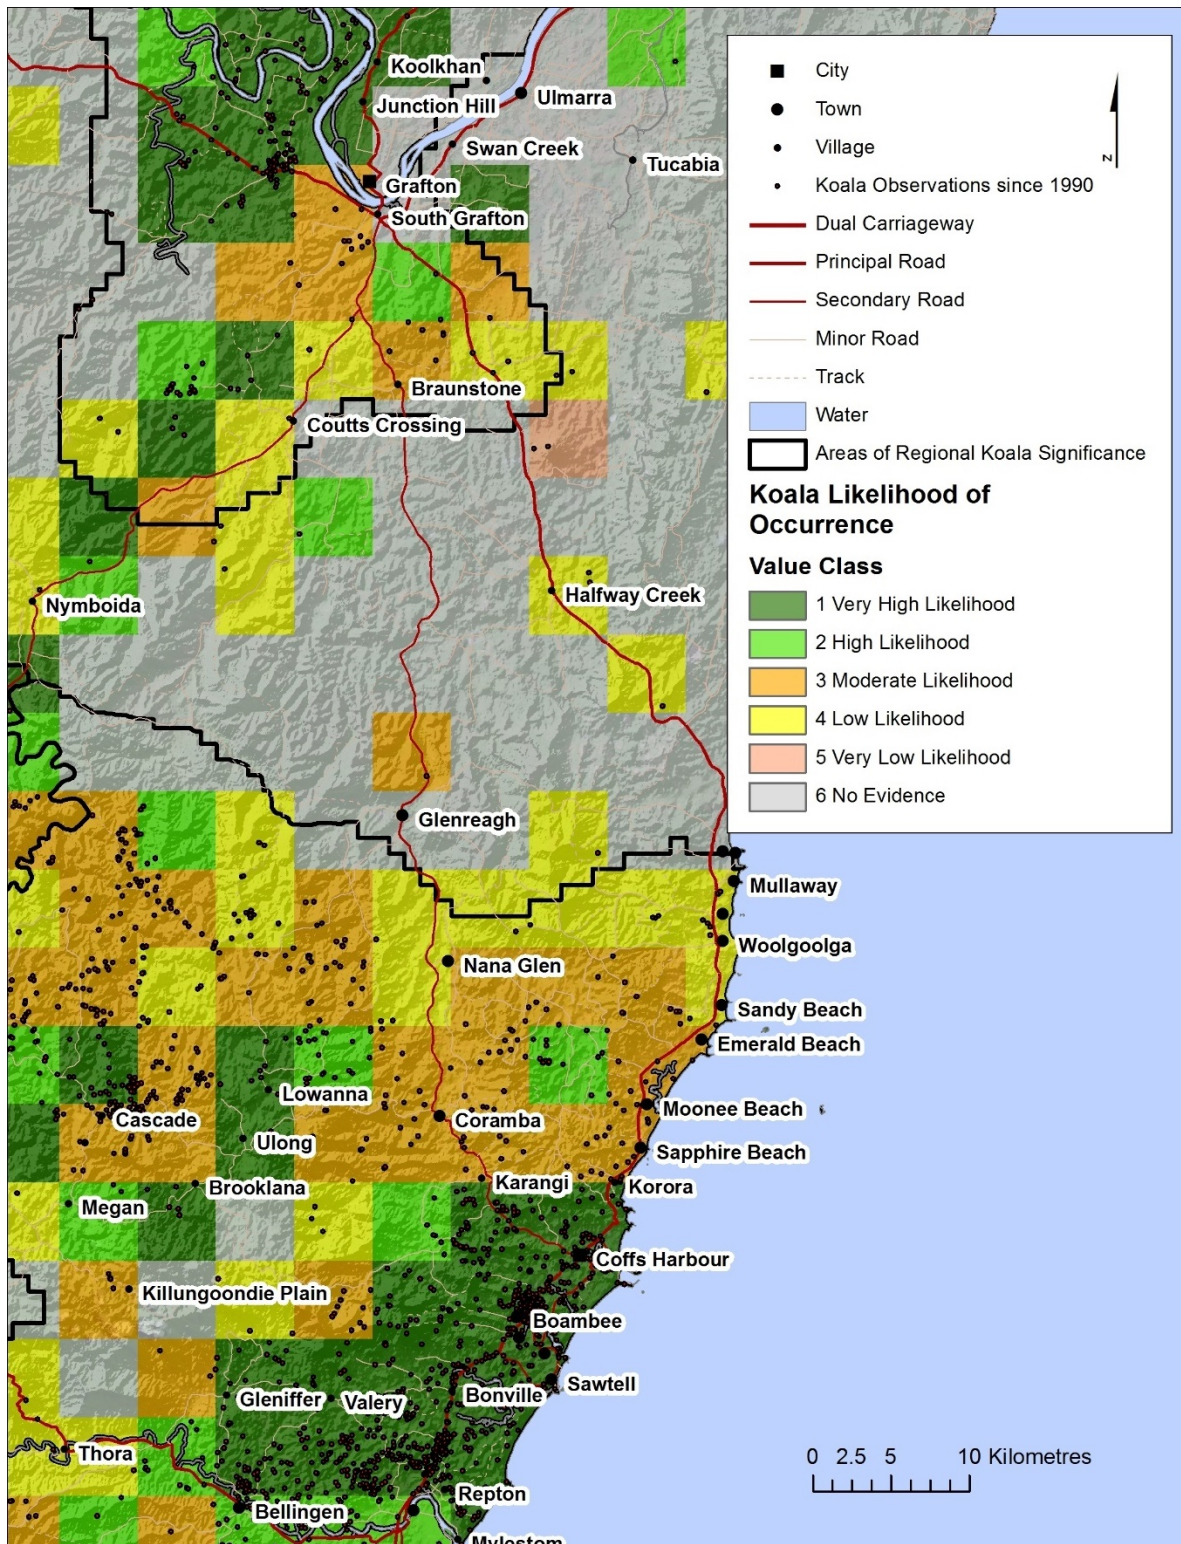 Koolkhan
Junction Hill
Ulmarra
Swan Creek
Tucabia
Grafton
South Grafton
Braunstone
Coutts Crossing
Halfway Creek
Nymboida
Glenreagh
Mullaway
Woolgoolga
Nana Glen
Sandy Beach
Emerald Beach
Lowanna
Moonee Beach
Cascade
Coramba
Ulong
Sapphire Beach
Karangi
Brooklana
Korora
Megan
Coffs Harbour
Killungoondie Plain
Boambee
Sawtell
Gleniffer
Valery
Bonville
Thora
Repton
Bellingen
Mylestom
City
Town
Village
Koala Observations since 1990
Dual Carriageway
Principal Road
Secondary Road
Minor Road
Track
Water
Areas of Regional Koala Significance
Koala Likelihood of
Occurrence
Value Class
1 Very High Likelihood
2 High Likelihood
3 Moderate Likelihood
4 Low Likelihood
5 Very Low Likelihood
6 No Evidence
N
0 2.5 5 10 Kilometres